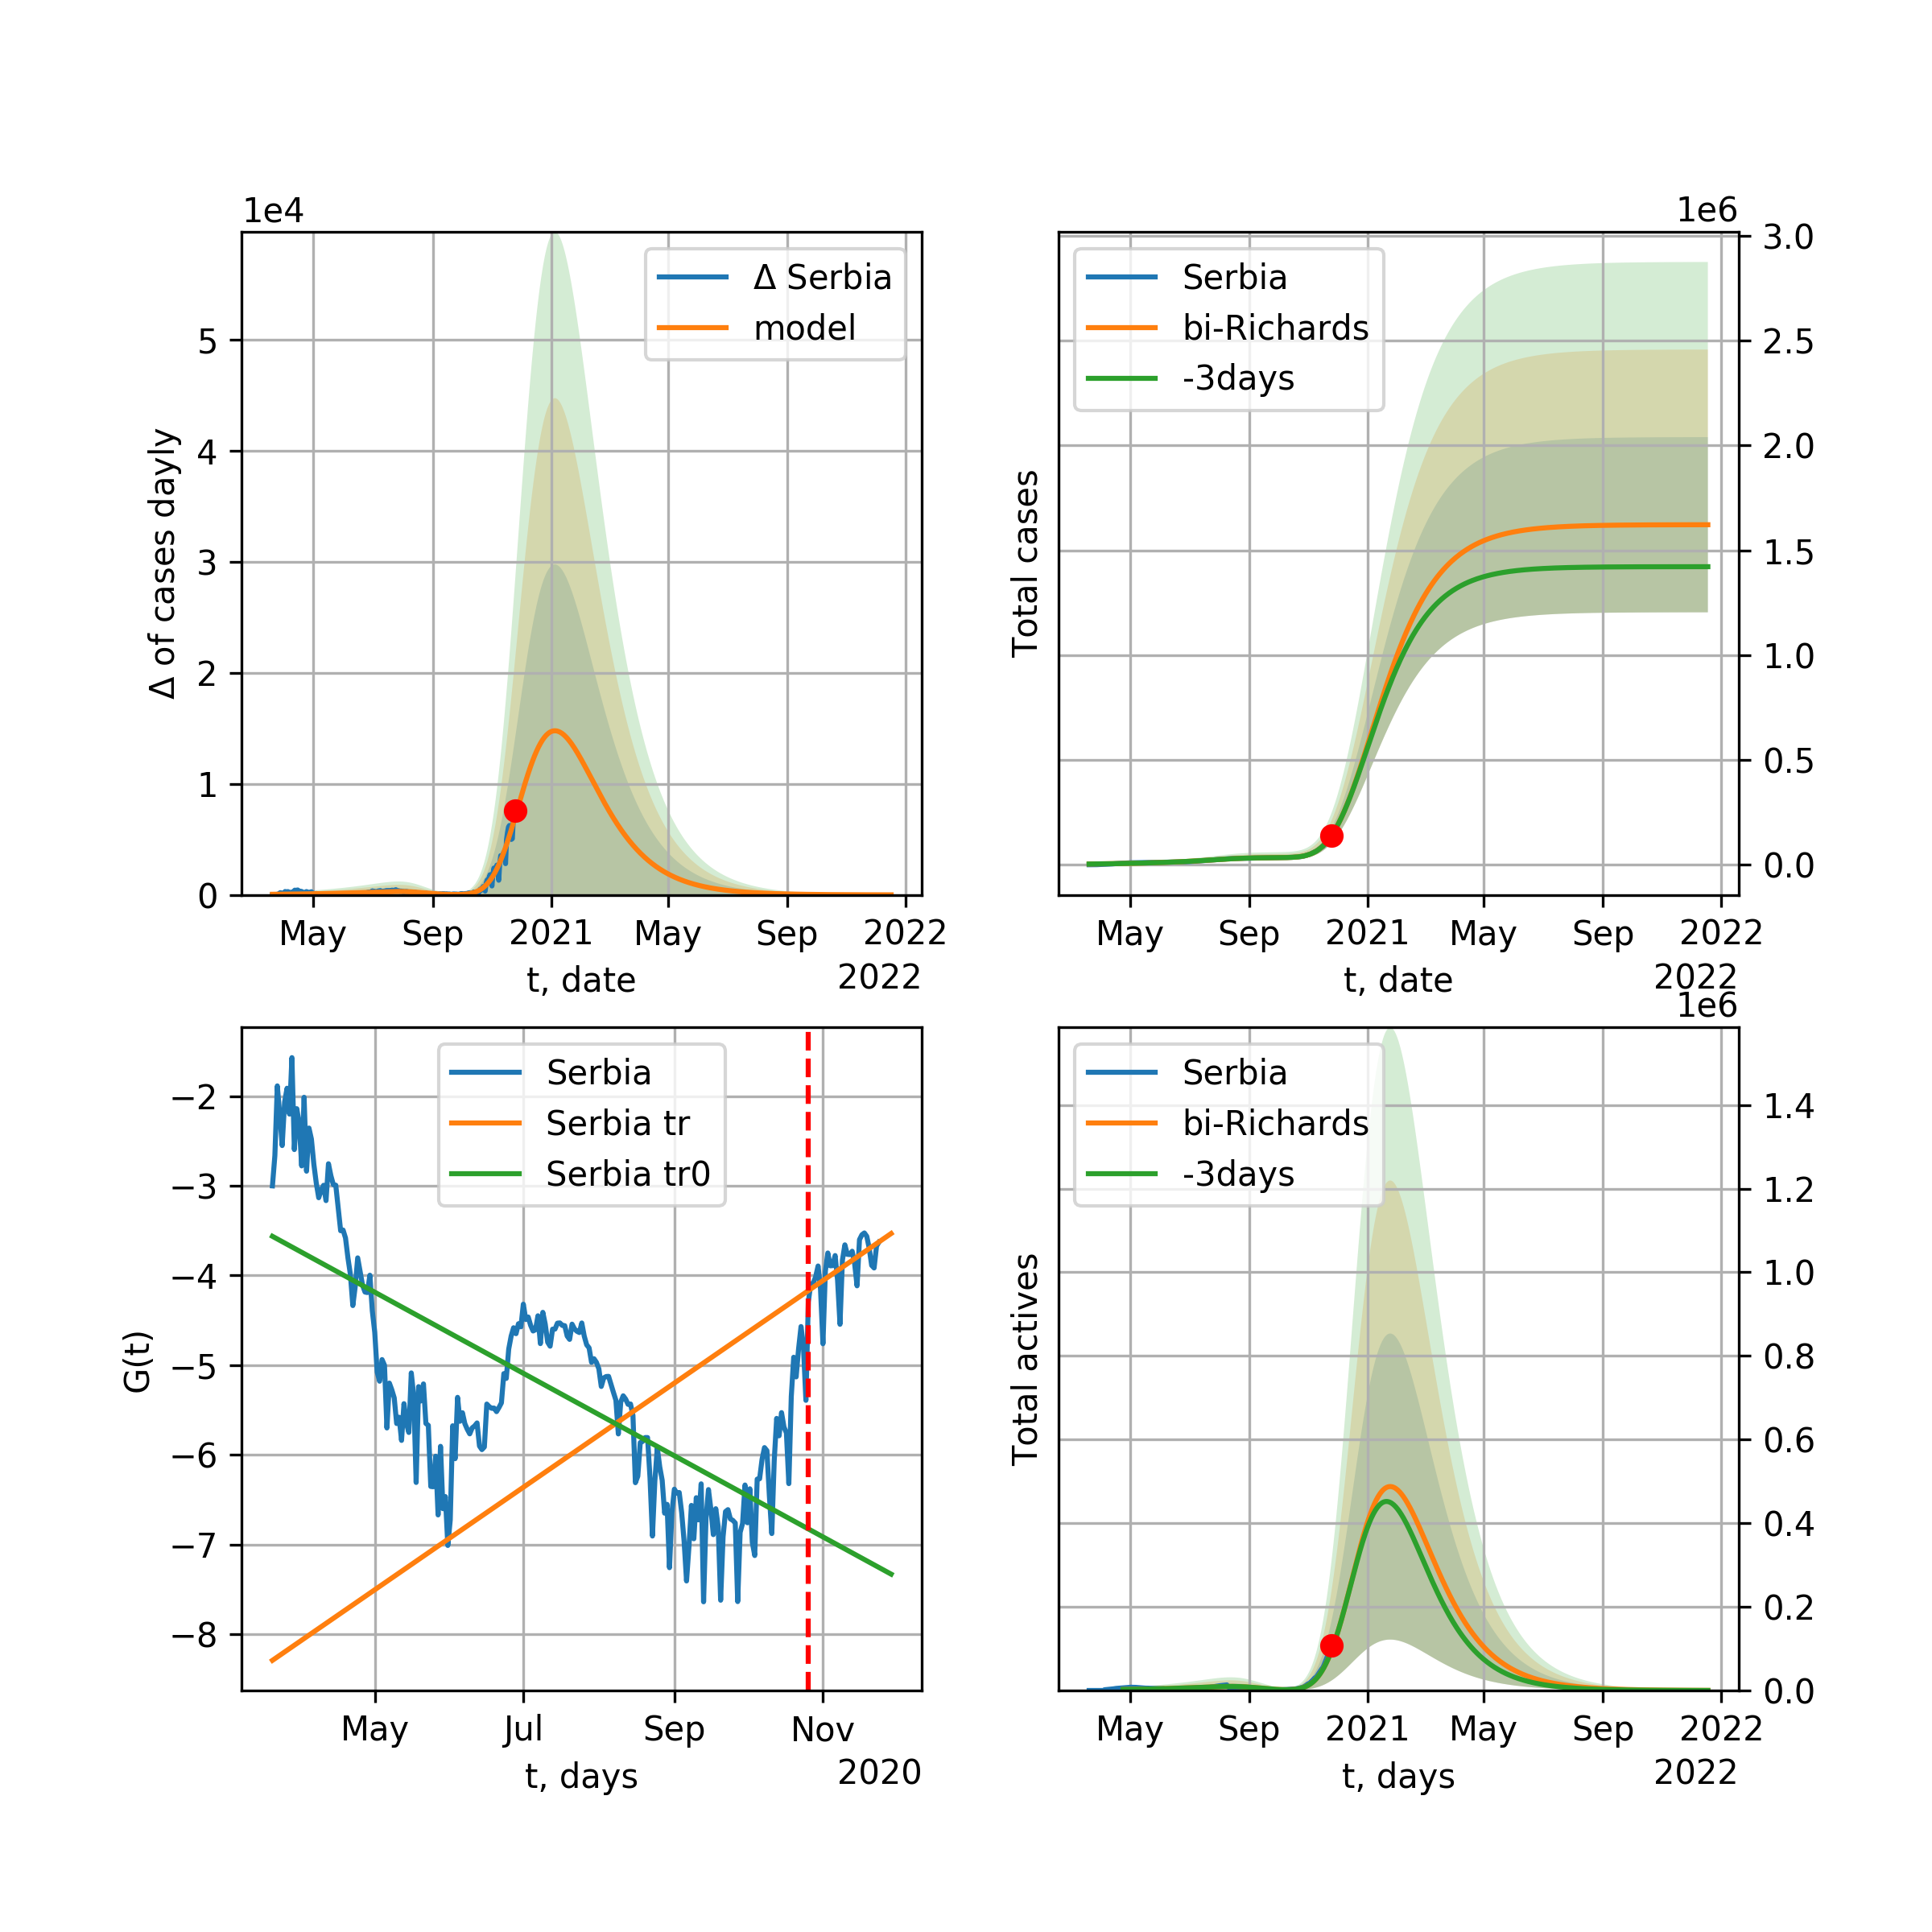 1e4
Δ Serbia
model
5
4
3
2
1
0
Δ of cases dayly
May
Sep
2021
May
Sep
2022
t, date
2022
1e6
Serbia
bi-Richards
-3days
3.0
2.5
2.0
1.5
1.0
0.5
0.0
Total cases
May
Sep
2021
May
Sep
2022
t, date
2022
Serbia
Serbia tr
Serbia tr0
−2
−3
−4
−5
−6
−7
−8
G(t)
May
Jul
Sep
Nov
t, days
2020
1e6
Serbia
bi-Richards
-3days
1.4
1.2
1.0
0.8
0.6
0.4
0.2
0.0
Total actives
May
Sep
2021
May
Sep
2022
t, days
2022